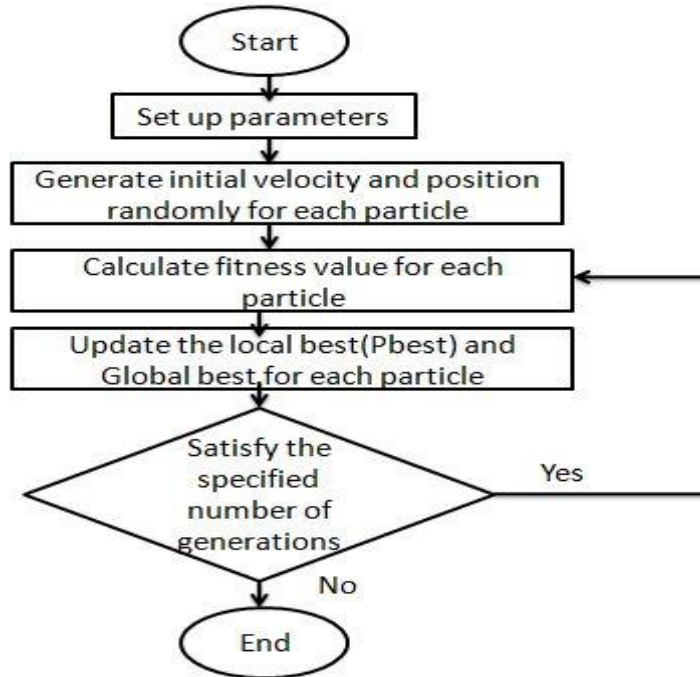 Start
Set up parameters
Generate initial velocity and position
randomly for each particle
Calculate fitness value for each
particle
Update the local best(Pbest) and
Global best for each particle
Satisfy the
specified
number of
generations
Yes
No
End